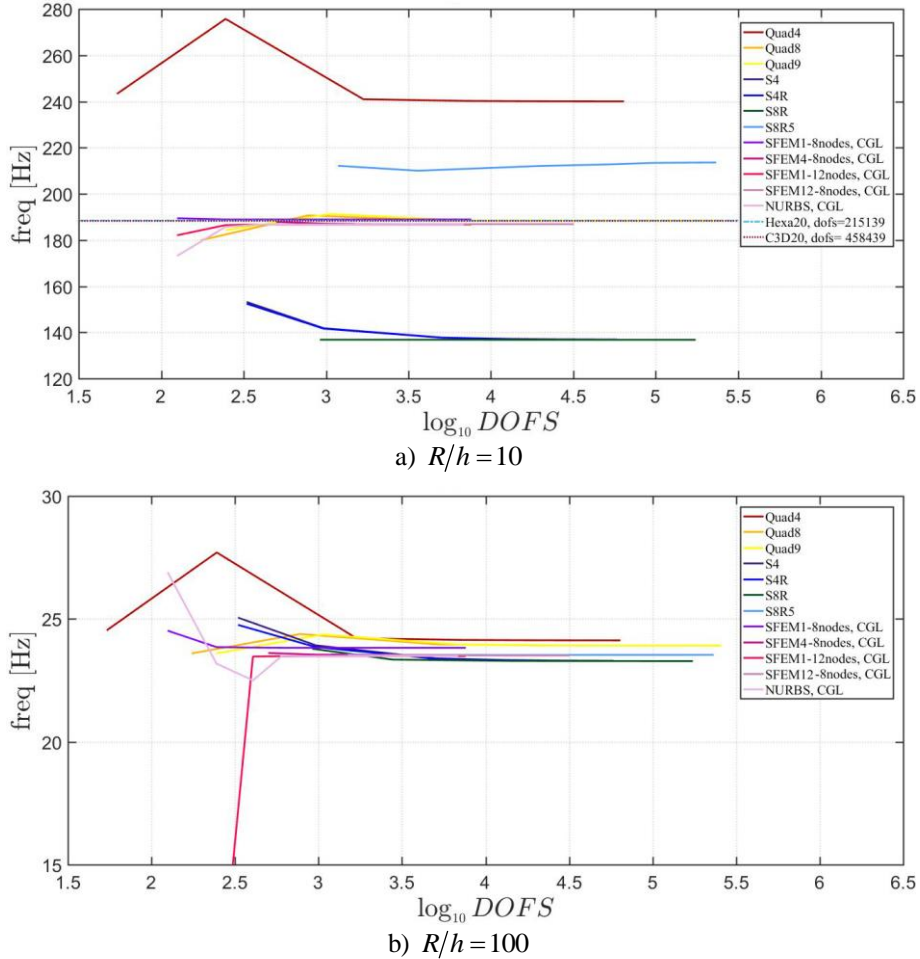 280
260
240
220
200
180
160
140
120
freq [Hz]
Quad4
Quad8
Quad9
S4
S4R
S8R
S8R5
SFEM1-8nodes, CGL
SFEM4-8nodes, CGL
SFEM1-12nodes, CGL
SFEM12-8nodes, CGL
NURBS, CGL
Hexa20, dofs=215139
C3D20, dofs= 458439
1.5 2 2.5 3 3.5 4 4.5 5 5.5 6 6.5
log₁₀ DOFS
a) R/h = 10
30
25
20
15
freq [Hz]
Quad4
Quad8
Quad9
S4
S4R
S8R
S8R5
SFEM1-8nodes, CGL
SFEM4-8nodes, CGL
SFEM1-12nodes, CGL
SFEM12-8nodes, CGL
NURBS, CGL
1.5 2 2.5 3 3.5 4 4.5 5 5.5 6 6.5
log₁₀ DOFS
b) R/h = 100